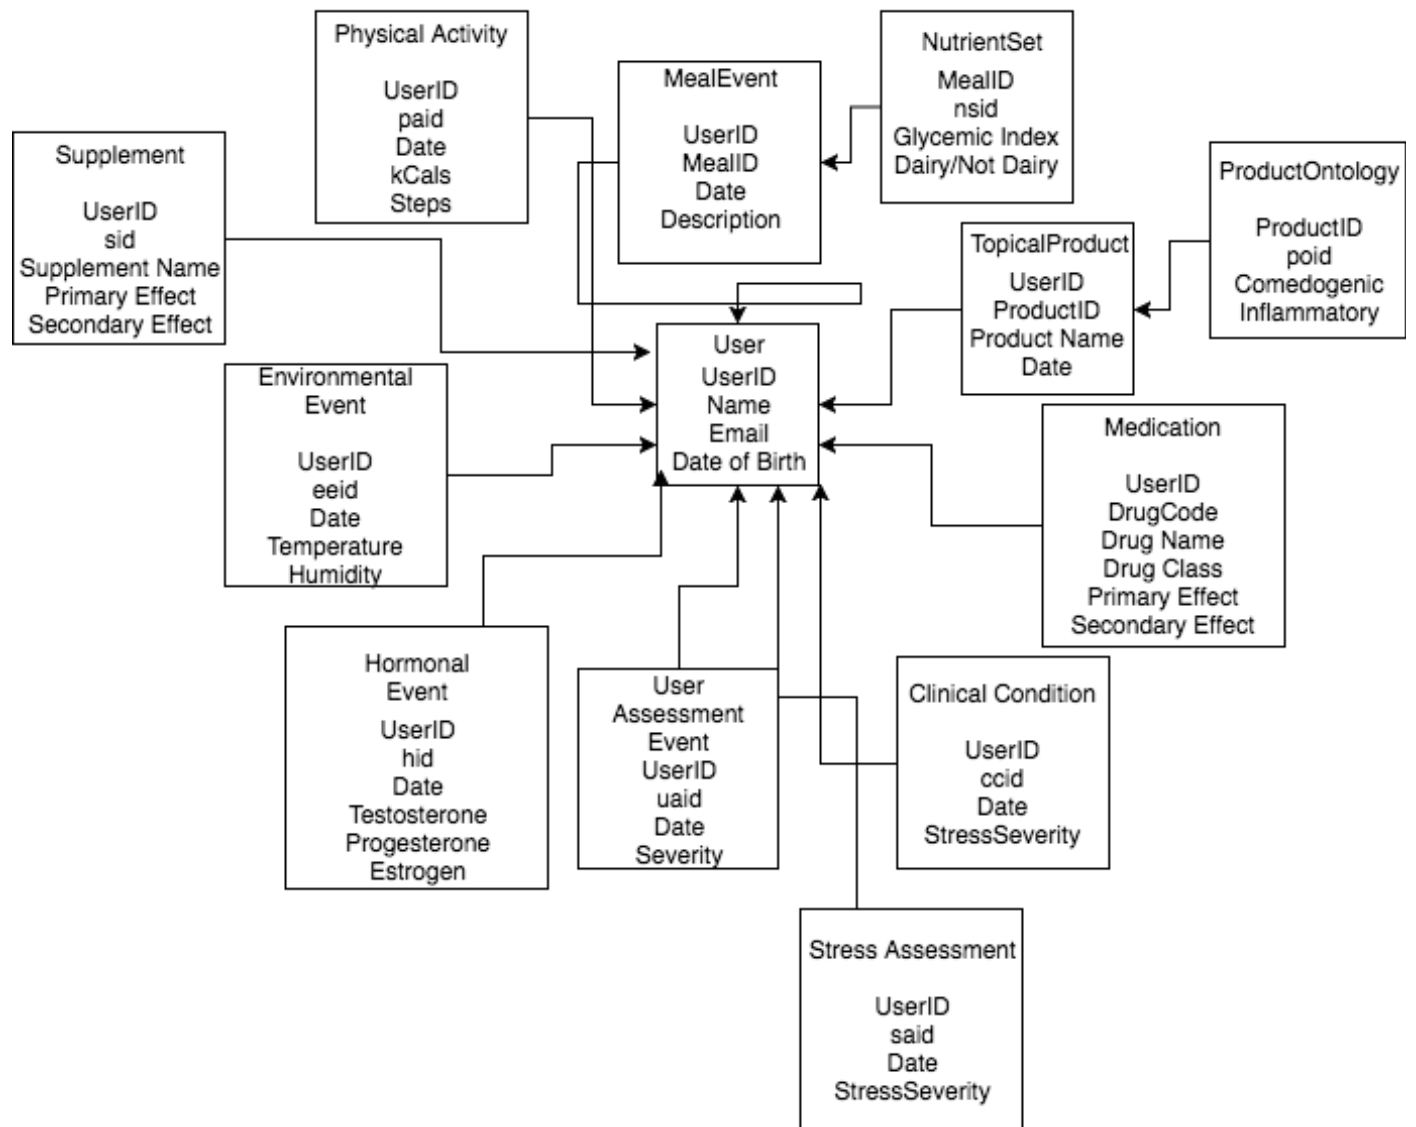 Physical Activity
UserID
paid
Date
kCals
Steps
MealEvent
UserID
MealID
Date
Description
NutrientSet
MealID
nsid
Glycemic Index
Dairy/Not Dairy
Supplement
UserID
sid
Supplement Name
Primary Effect
Secondary Effect
ProductOntology
ProductID
poid
Comedogenic
Inflammatory
TopicalProduct
UserID
ProductID
Product Name
Date
User
UserID
Name
Email
Date of Birth
Environmental
Event
UserID
eeid
Date
Temperature
Humidity
Medication
UserID
DrugCode
Drug Name
Drug Class
Primary Effect
Secondary Effect
Hormonal
Event
UserID
hid
Date
Testosterone
Progesterone
Estrogen
User
Assessment
Event
UserID
uaid
Date
Severity
Clinical Condition
UserID
ccid
Date
StressSeverity
Stress Assessment
UserID
said
Date
StressSeverity